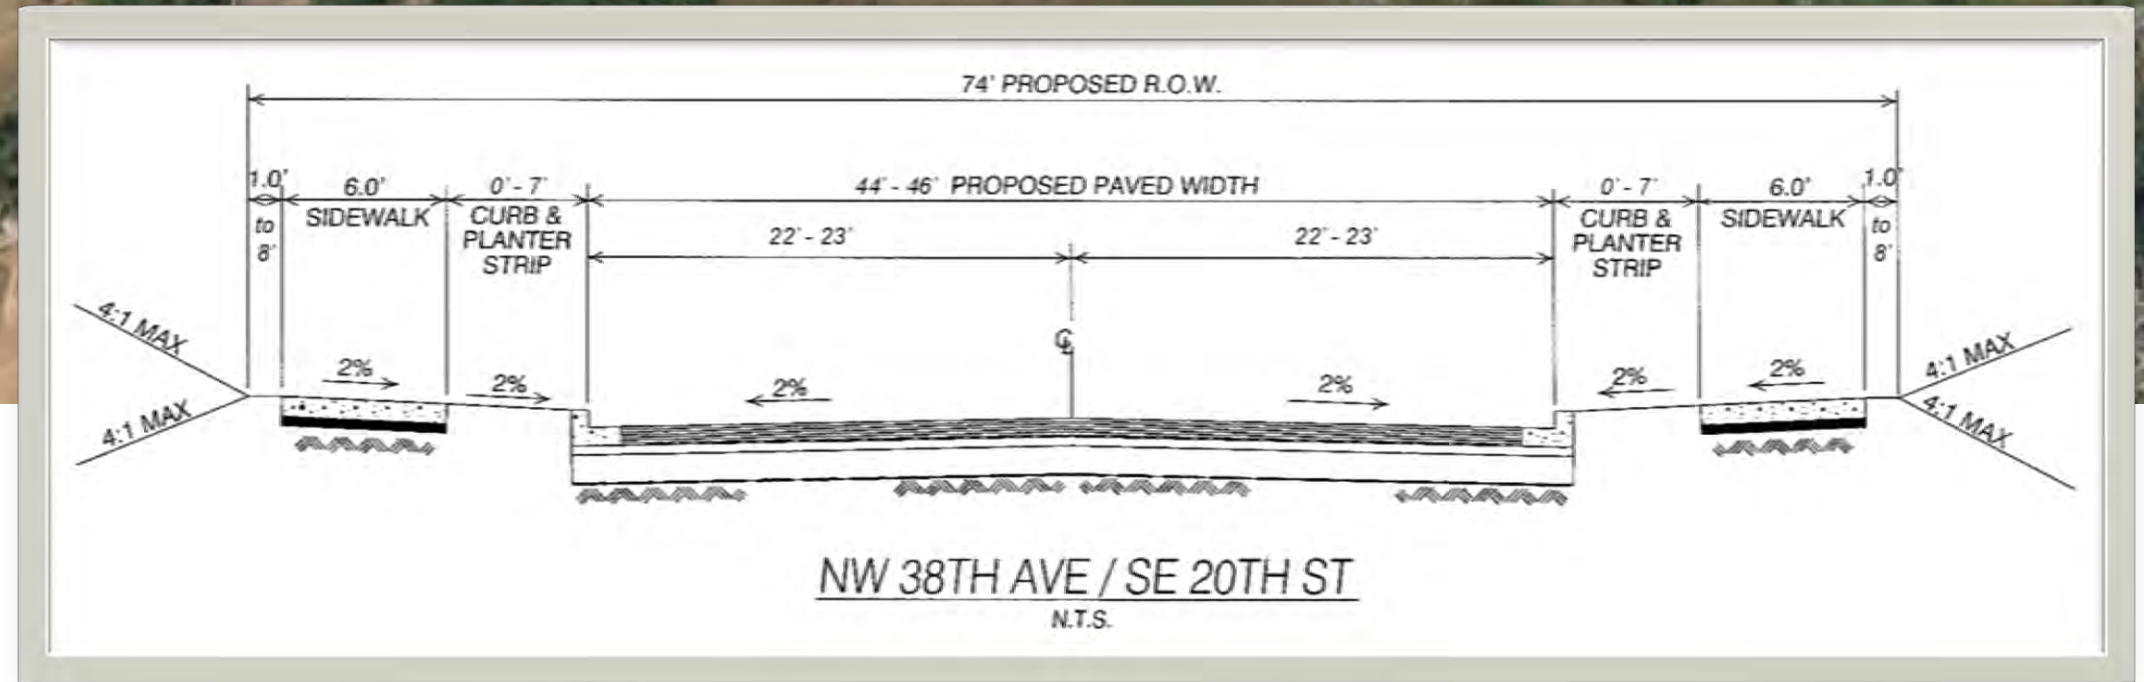 74' PROPOSED R.O.W.
1.0'
to
8'
6.0'
SIDEWALK
0' - 7'
CURB &
PLANTER
STRIP
44' - 46' PROPOSED PAVED WIDTH
22' - 23'
22' - 23'
0' - 7'
CURB &
PLANTER
STRIP
6.0'
SIDEWALK
1.0'
to
8'
4:1 MAX
4:1 MAX
2%
2%
2%
℄
2%
2%
2%
4:1 MAX
4:1 MAX
NW 38TH AVE / SE 20TH ST
N.T.S.